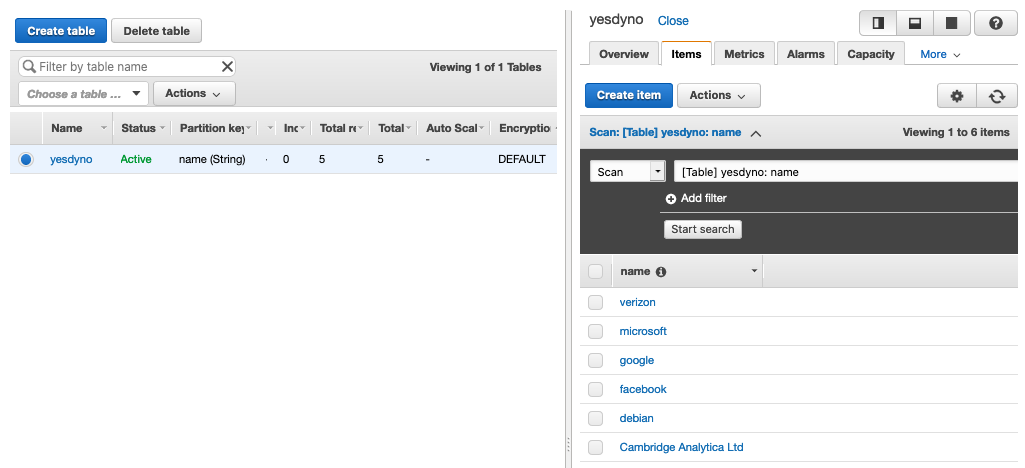 Create table
Delete table
Filter by table name
Viewing 1 of 1 Tables
Choose a table ...
Actions
Name
Status
Partition key
Inc
Total re
Total
Auto Scal
Encryptio
yesdyno
Active
name (String)
-
0
5
5
-
DEFAULT
yesdyno
Close
Overview
Items
Metrics
Alarms
Capacity
More
Create item
Actions
Scan: [Table] yesdyno: name
Viewing 1 to 6 items
Scan
[Table] yesdyno: name
Add filter
Start search
name
verizon
microsoft
google
facebook
debian
Cambridge Analytica Ltd